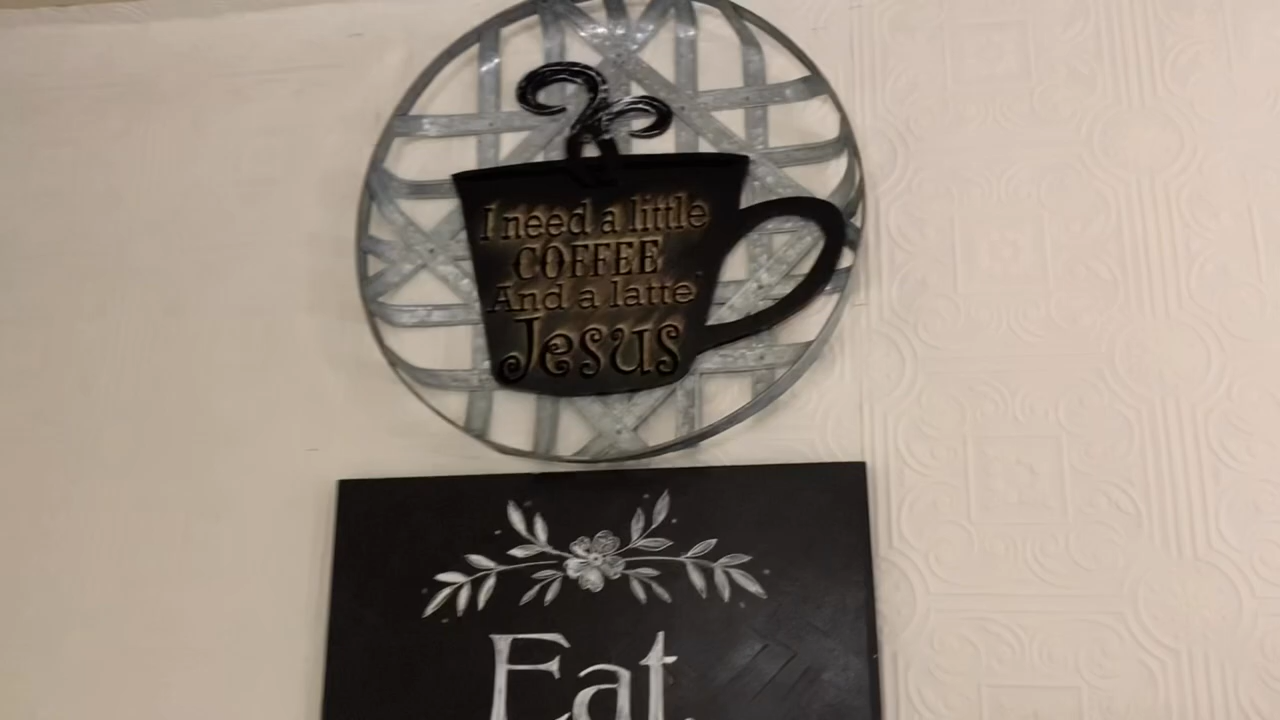 I need a little
COFFEE
And a latte'
Jesus
Eat.